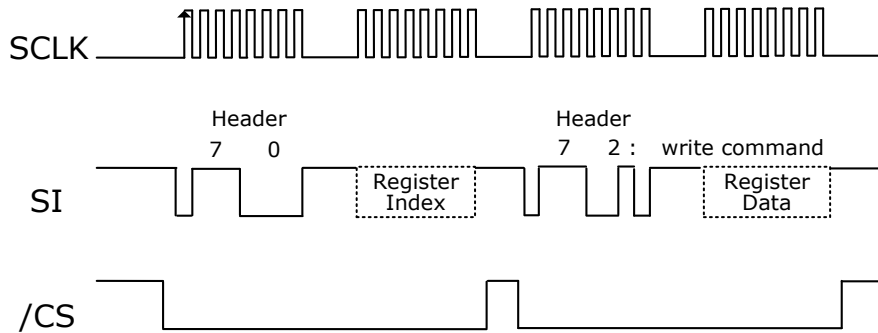 SCLK
Header Header
7 0 7 2 : write command
SI
Register Index
Register Data
/CS